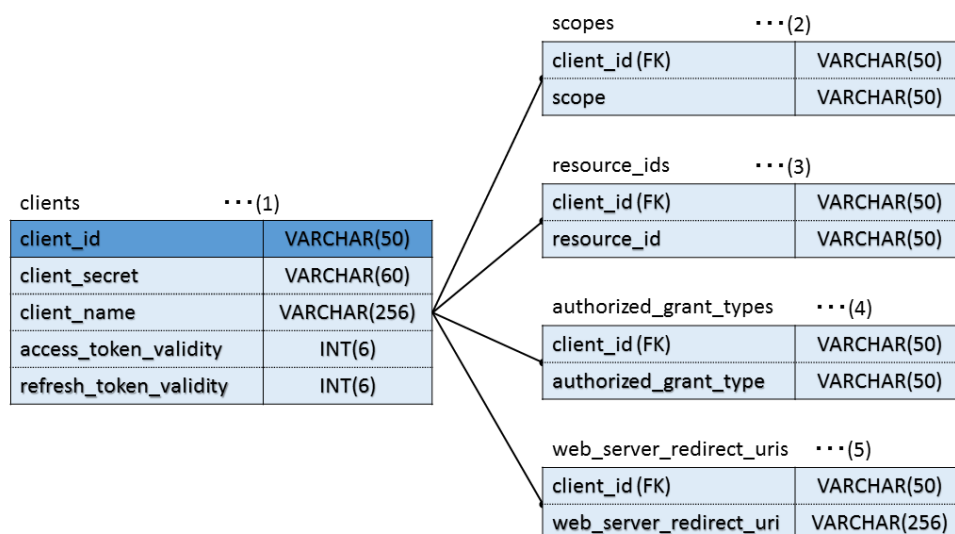 clients ・・・(1)
client_id VARCHAR(50)
client_secret VARCHAR(60)
client_name VARCHAR(256)
access_token_validity INT(6)
refresh_token_validity INT(6)
scopes ・・・(2)
client_id (FK) VARCHAR(50)
scope VARCHAR(50)
resource_ids ・・・(3)
client_id (FK) VARCHAR(50)
resource_id VARCHAR(50)
authorized_grant_types ・・・(4)
client_id (FK) VARCHAR(50)
authorized_grant_type VARCHAR(50)
web_server_redirect_uris ・・・(5)
client_id (FK) VARCHAR(50)
web_server_redirect_uri VARCHAR(256)